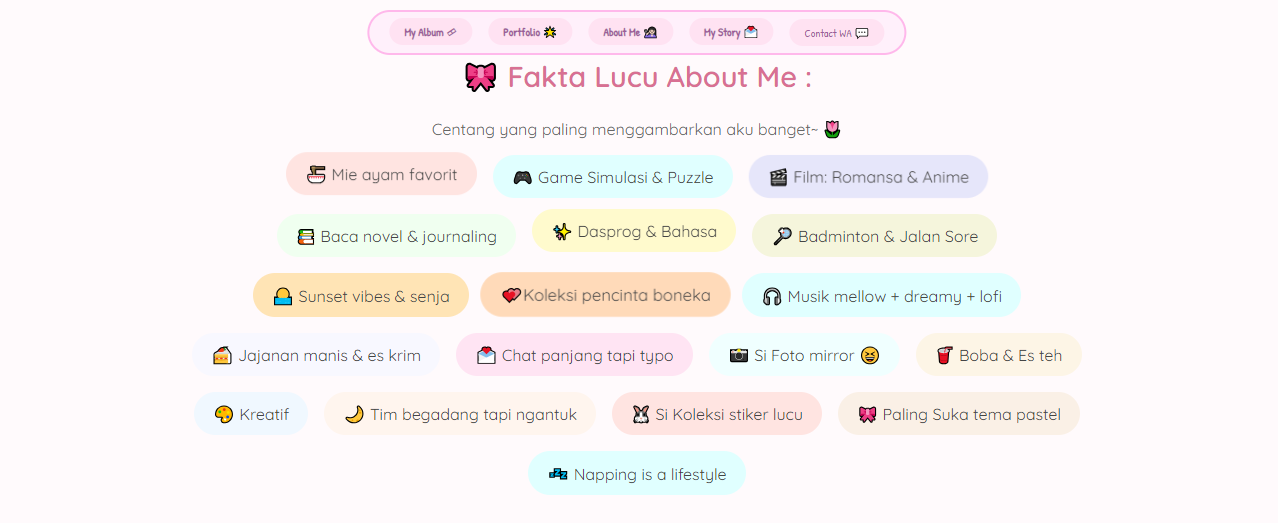 My Album 🔗 Portfolio 🌟 About Me 🙋🏻‍♀️ My Story 💌 Contact WA 💬
🎀 Fakta Lucu About Me :
Centang yang paling menggambarkan aku banget~ 🌷
🍜 Mie ayam favorit 🎮 Game Simulasi & Puzzle 🎬 Film: Romansa & Anime
📚 Baca novel & journaling ✨ Dasprog & Bahasa 🏸 Badminton & Jalan Sore
🌅 Sunset vibes & senja 💕Koleksi pencinta boneka 🎧 Musik mellow + dreamy + lofi
🍰 Jajanan manis & es krim 💌 Chat panjang tapi typo 📸 Si Foto mirror 😆 🥤 Boba & Es teh
🎨 Kreatif 🌙 Tim begadang tapi ngantuk 🐰 Si Koleksi stiker lucu 🎀 Paling Suka tema pastel
💤 Napping is a lifestyle